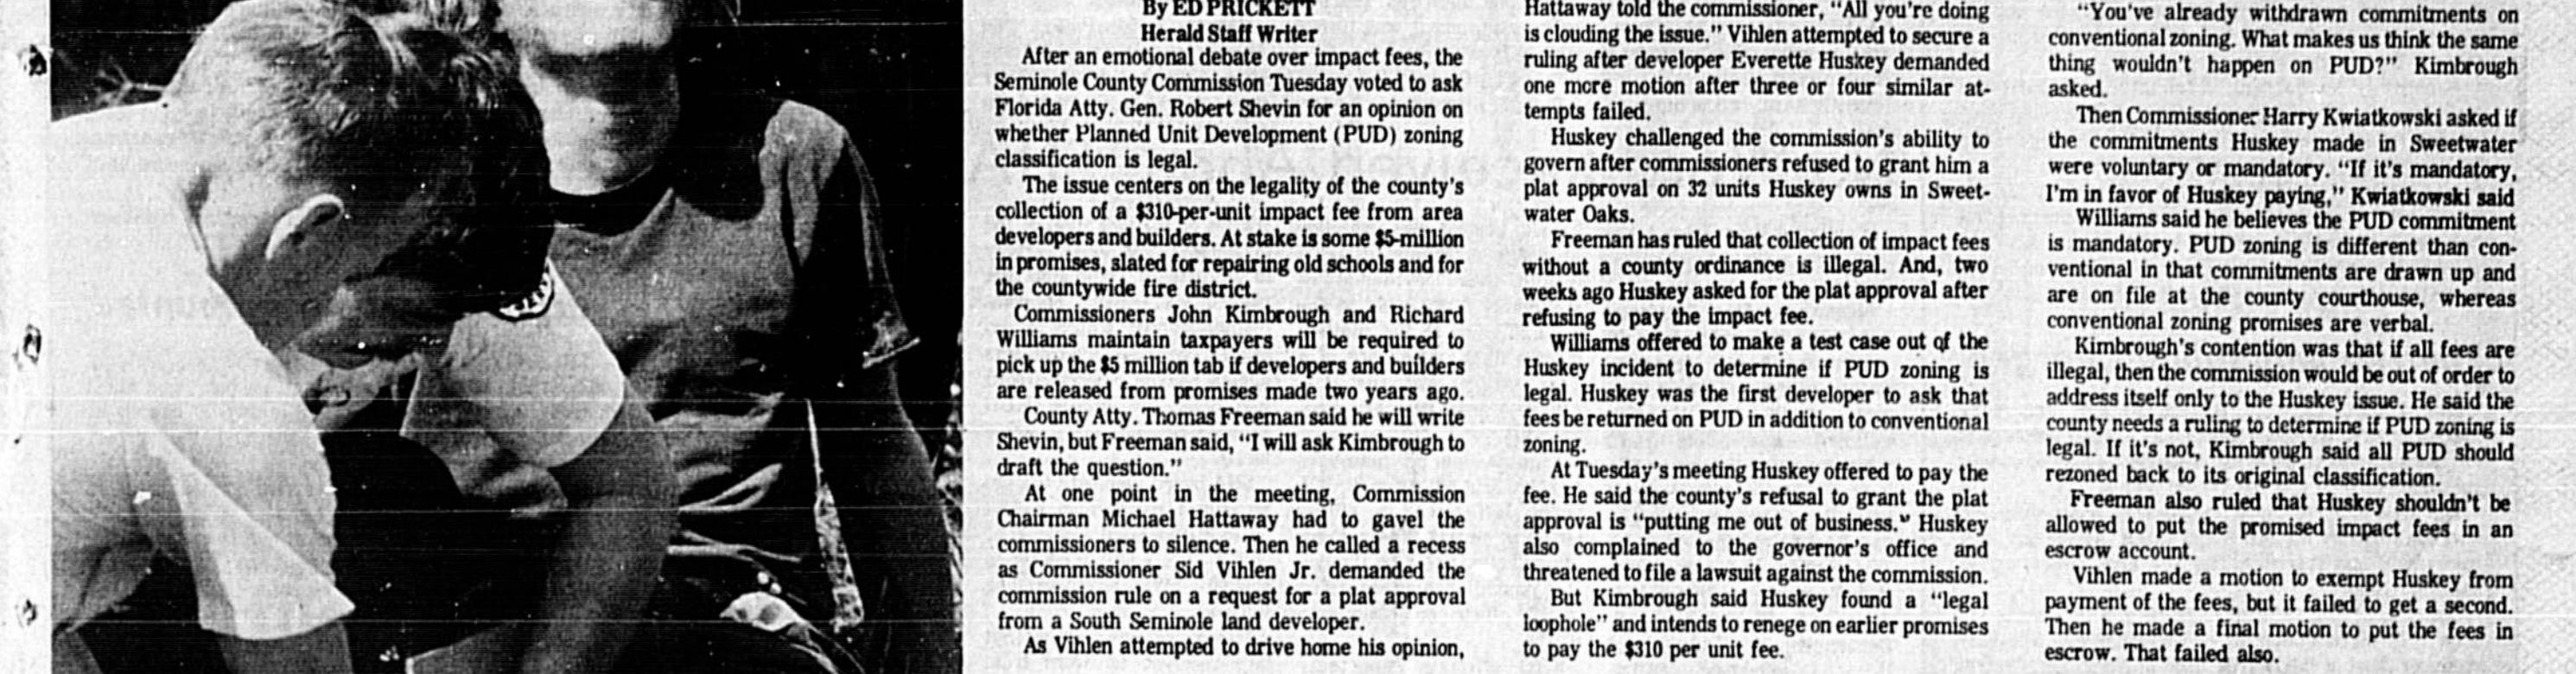 By ED PRICKETT
Herald Staff Writer
After an emotional debate over impact fees, the
Seminole County Commission Tuesday voted to ask
Florida Atty. Gen. Robert Shevin for an opinion on
whether Planned Unit Development (PUD) zoning
classification is legal.
The issue centers on the legality of the county's
collection of a $310-per-unit impact fee from area
developers and builders. At stake is some $5-million
in promises, slated for repairing old schools and for
the countywide fire district.
Commissioners John Kimbrough and Richard
Williams maintain taxpayers will be required to
pick up the $5 million tab if developers and builders
are released from promises made two years ago.
County Atty. Thomas Freeman said he will write
Shevin, but Freeman said, "I will ask Kimbrough to
draft the question."
At one point in the meeting, Commission
Chairman Michael Hattaway had to gavel the
commissioners to silence. Then he called a recess
as Commissioner Sid Vihlen Jr. demanded the
commission rule on a request for a plat approval
from a South Seminole land developer.
As Vihlen attempted to drive home his opinion,
Hattaway told the commissioner, "All you're doing
is clouding the issue." Vihlen attempted to secure a
ruling after developer Everette Huskey demanded
one more motion after three or four similar at-
tempts failed.
Huskey challenged the commission's ability to
govern after commissioners refused to grant him a
plat approval on 32 units Huskey owns in Sweet-
water Oaks.
Freeman has ruled that collection of impact fees
without a county ordinance is illegal. And, two
weeks ago Huskey asked for the plat approval after
refusing to pay the impact fee.
Williams offered to make a test case out of the
Huskey incident to determine if PUD zoning is
legal. Huskey was the first developer to ask that
fees be returned on PUD in addition to conventional
zoning.
At Tuesday's meeting Huskey offered to pay the
fee. He said the county's refusal to grant the plat
approval is "putting me out of business." Huskey
also complained to the governor's office and
threatened to file a lawsuit against the commission.
But Kimbrough said Huskey found a "legal
loophole" and intends to renege on earlier promises
to pay the $310 per unit fee.
"You've already withdrawn commitments on
conventional zoning. What makes us think the same
thing wouldn't happen on PUD?" Kimbrough
asked.
Then Commissioner Harry Kwiatkowski asked if
the commitments Huskey made in Sweetwater
were voluntary or mandatory. "If it's mandatory,
I'm in favor of Huskey paying," Kwiatkowski said
Williams said he believes the PUD commitment
is mandatory. PUD zoning is different than con-
ventional in that commitments are drawn up and
are on file at the county courthouse, whereas
conventional zoning promises are verbal.
Kimbrough's contention was that if all fees are
illegal, then the commission would be out of order to
address itself only to the Huskey issue. He said the
county needs a ruling to determine if PUD zoning is
legal. If it's not, Kimbrough said all PUD should
rezoned back to its original classification.
Freeman also ruled that Huskey shouldn't be
allowed to put the promised impact fees in an
escrow account.
Vihlen made a motion to exempt Huskey from
payment of the fees, but it failed to get a second.
Then he made a final motion to put the fees in
escrow. That failed also.